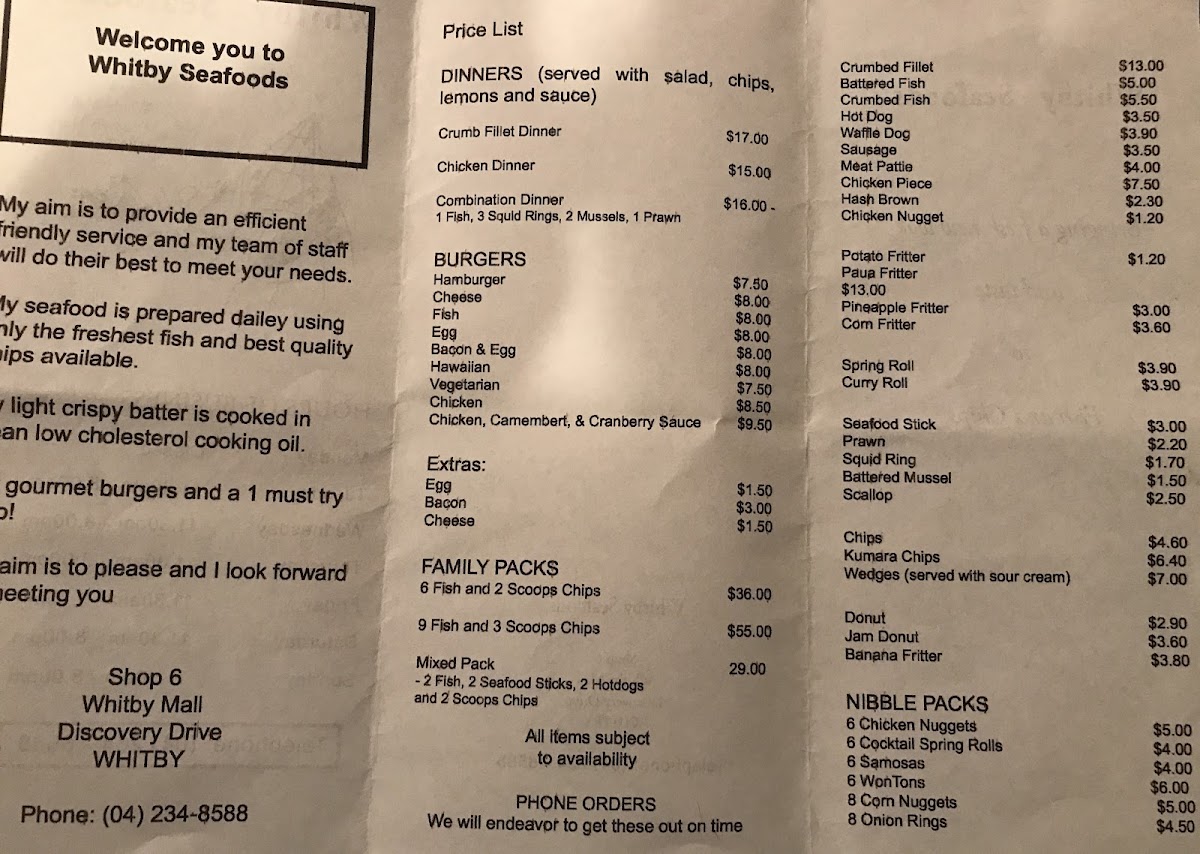 Welcome you to
Whitby Seafoods
My aim is to provide an efficient
friendly service and my team of staff
will do their best to meet your needs.
My seafood is prepared dailey using
only the freshest fish and best quality
chips available.
light crispy batter is cooked in
low cholesterol cooking oil.
gourmet burgers and a 1 must try
aim is to please and I look forward
meeting you
Shop 6
Whitby Mall
Discovery Drive
WHITBY
Phone: (04) 234-8588
Price List
DINNERS (served with salad, chips,
lemons and sauce)
Crumb Fillet Dinner $17.00
Chicken Dinner $15.00
Combination Dinner $16.00 -
1 Fish, 3 Squid Rings, 2 Mussels, 1 Prawn
BURGERS
Hamburger $7.50
Cheese $8.00
Fish $8.00
Egg $8.00
Bacon & Egg $8.00
Hawaiian $8.00
Vegetarian $7.50
Chicken $8.50
Chicken, Camembert, & Cranberry Sauce $9.50
Extras:
Egg $1.50
Bacon $3.00
Cheese $1.50
FAMILY PACKS
6 Fish and 2 Scoops Chips $36.00
9 Fish and 3 Scoops Chips $55.00
Mixed Pack 29.00
- 2 Fish, 2 Seafood Sticks, 2 Hotdogs
and 2 Scoops Chips
All items subject
to availability
PHONE ORDERS
We will endeavor to get these out on time
Crumbed Fillet $13.00
Battered Fish $5.00
Crumbed Fish $5.50
Hot Dog $3.50
Waffle Dog $3.90
Sausage $3.50
Meat Pattie $4.00
Chicken Piece $7.50
Hash Brown $2.30
Chicken Nugget $1.20
Potato Fritter $1.20
Paua Fritter
$13.00
Pineapple Fritter $3.00
Corn Fritter $3.60
Spring Roll $3.90
Curry Roll $3.90
Seafood Stick $3.00
Prawn $2.20
Squid Ring $1.70
Battered Mussel $1.50
Scallop $2.50
Chips $4.60
Kumara Chips $6.40
Wedges (served with sour cream) $7.00
Donut $2.90
Jam Donut $3.60
Banana Fritter $3.80
NIBBLE PACKS
6 Chicken Nuggets $5.00
6 Cocktail Spring Rolls $4.00
6 Samosas $4.00
6 WonTons $6.00
8 Corn Nuggets $5.00
8 Onion Rings $4.50